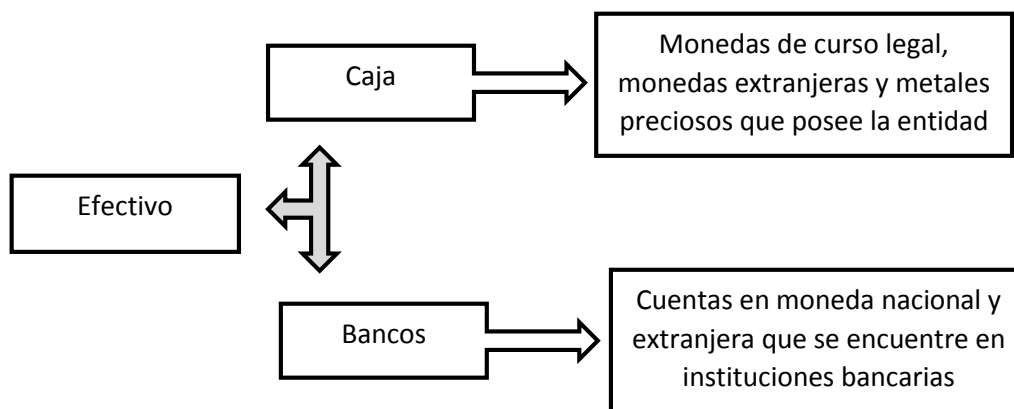 Caja
Monedas de curso legal,
monedas extranjeras y metales
preciosos que posee la entidad
Efectivo
Bancos
Cuentas en moneda nacional y
extranjera que se encuentre en
instituciones bancarias